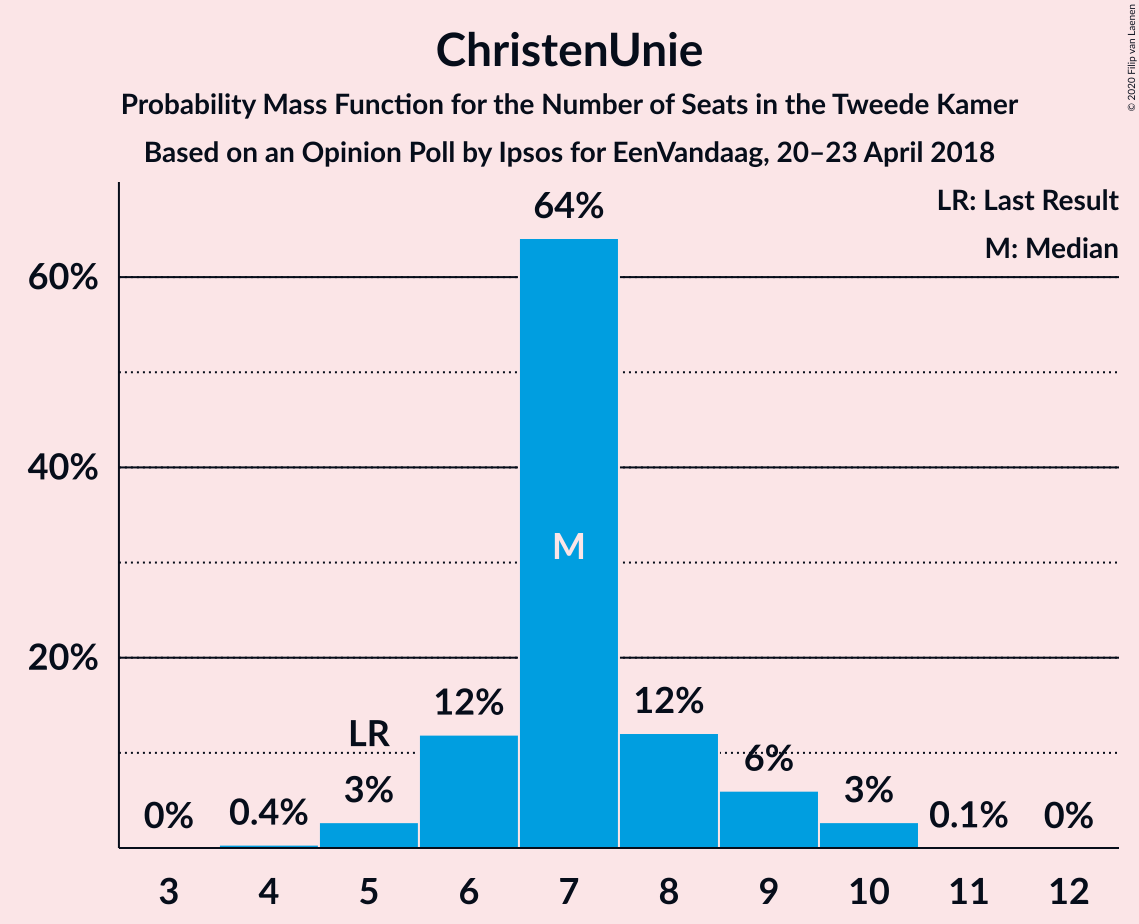 ChristenUnie
Probability Mass Function for the Number of Seats in the Tweede Kamer
Based on an Opinion Poll by Ipsos for EenVandaag, 20–23 April 2018
© 2020 Filip van Laenen
LR: Last Result
M: Median
64%
60%
40%
M
20%
12%
12%
LR
6%
3%
3%
0%
0.4%
0.1%
0%
3 4 5 6 7 8 9 10 11 12